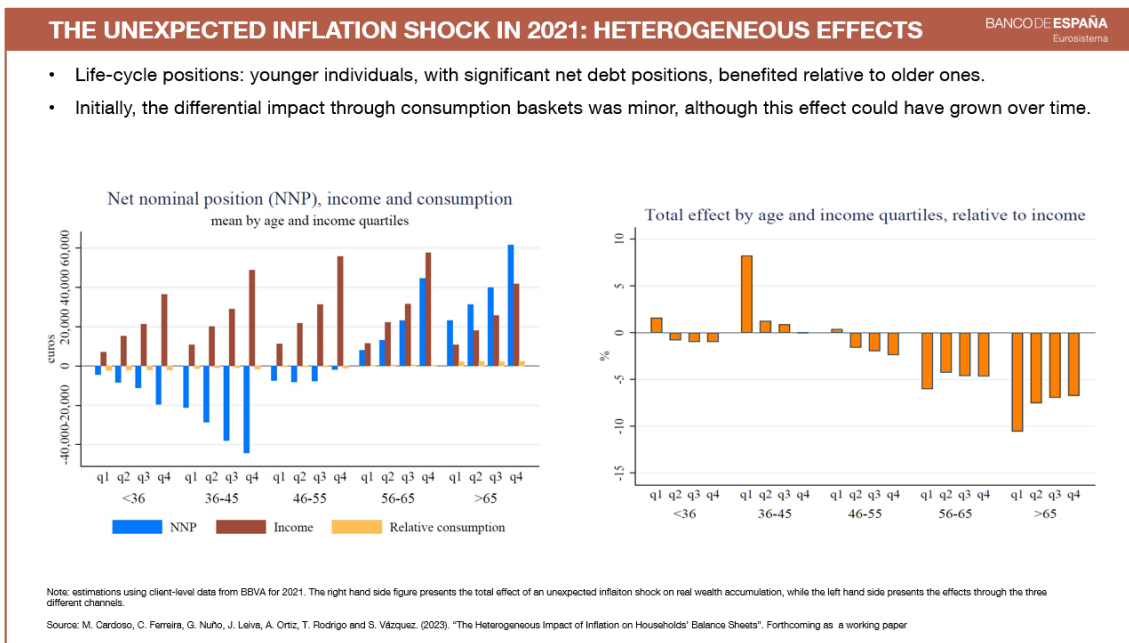 THE UNEXPECTED INFLATION SHOCK IN 2021: HETEROGENEOUS EFFECTS
BANCO DE ESPAÑA
Eurosistema
• Life-cycle positions: younger individuals, with significant net debt positions, benefited relative to older ones.
• Initially, the differential impact through consumption baskets was minor, although this effect could have grown over time.
Net nominal position (NNP), income and consumption
mean by age and income quartiles
euros
60,000
40,000
20,000
0
-20,000
-40,000
q1 q2 q3 q4 q1 q2 q3 q4 q1 q2 q3 q4 q1 q2 q3 q4 q1 q2 q3 q4
<36 36-45 46-55 56-65 >65
NNP Income Relative consumption
Total effect by age and income quartiles, relative to income
%
10
5
0
-5
-10
-15
q1 q2 q3 q4 q1 q2 q3 q4 q1 q2 q3 q4 q1 q2 q3 q4 q1 q2 q3 q4
<36 36-45 46-55 56-65 >65
Note: estimations using client-level data from BBVA for 2021. The right hand side figure presents the total effect of an unexpected inflaiton shock on real wealth accumulation, while the left hand side presents the effects through the three
different channels.
Source: M. Cardoso, C. Ferreira, G. Nuño, J. Leiva, A. Ortiz, T. Rodrigo and S. Vázquez. (2023). “The Heterogeneous Impact of Inflation on Households’ Balance Sheets”. Forthcoming as a working paper